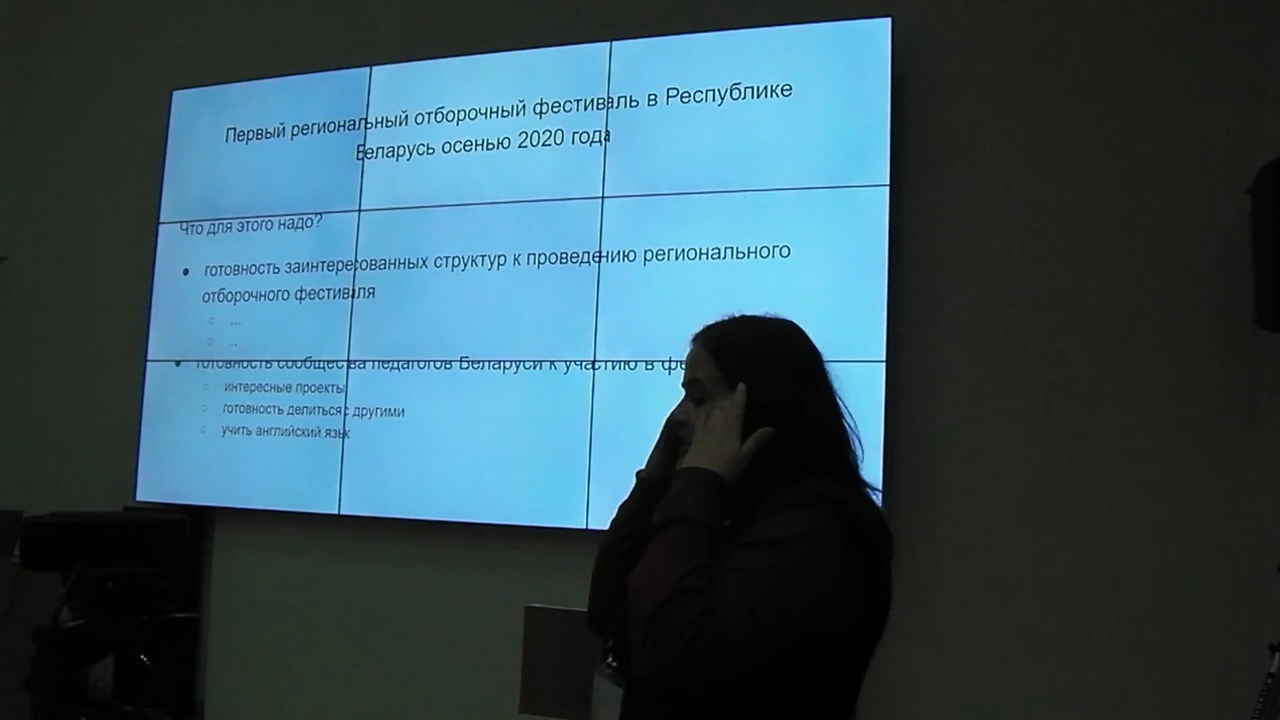 Первый региональный отборочный фестиваль в Республике
Беларусь осенью 2020 года
Что для этого надо?
● готовность заинтересованных структур к проведению регионального
отборочного фестиваля
○ ...
○ ...
● готовность сообщества педагогов Беларуси к участию в
○ интересные проекты
○ готовность делиться с другими
○ учить английский язык